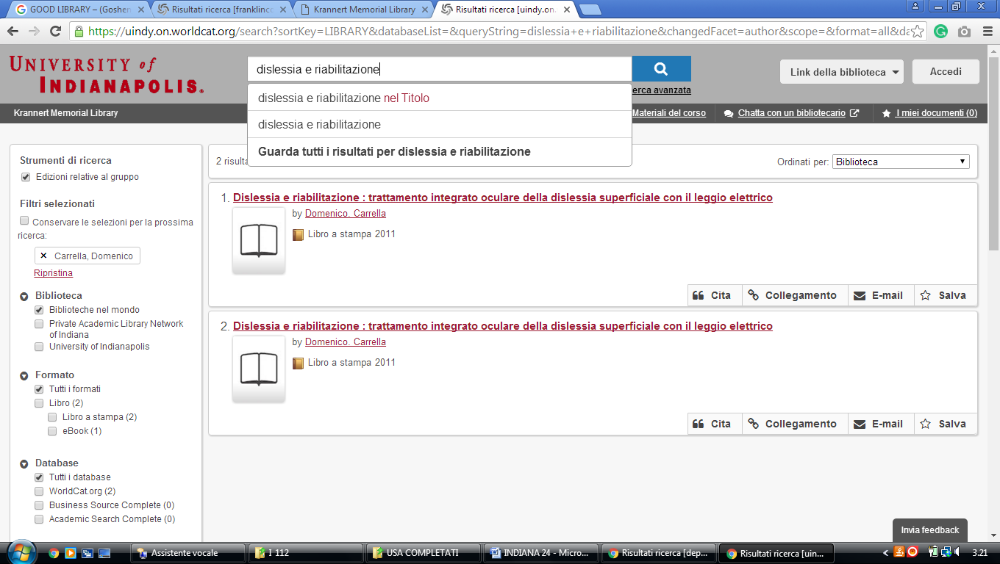 GOOD LIBRARY – (Goshen
Risultati ricerca [franklinco
Krannert Memorial Library
Risultati ricerca [uindy.on.
https://uindy.on.worldcat.org/search?sortKey=LIBRARY&databaseList=&queryString=dislessia+e+riabilitazione&changedFacet=author&scope=&format=all&da
UNIVERSITY of
INDIANAPOLIS.
dislessia e riabilitazione
Link della biblioteca
Accedi
erca avanzata
dislessia e riabilitazione nel Titolo
dislessia e riabilitazione
Guarda tutti i risultati per dislessia e riabilitazione
Krannert Memorial Library
Materiali del corso
Chatta con un bibliotecario
I miei documenti (0)
Strumenti di ricerca
Edizioni relative al gruppo
Filtri selezionati
Conservare le selezioni per la prossima
ricerca:
× Carrella, Domenico
Ripristina
Biblioteca
Biblioteche nel mondo
Private Academic Library Network
of Indiana
University of Indianapolis
Formato
Tutti i formati
Libro (2)
Libro a stampa (2)
eBook (1)
Database
Tutti i database
WorldCat.org (2)
Business Source Complete (0)
Academic Search Complete (0)
2 risulta
Ordinati per: Biblioteca
1. Dislessia e riabilitazione : trattamento integrato oculare della dislessia superficiale con il leggio elettrico
by Domenico. Carrella
Libro a stampa 2011
Cita
Collegamento
E-mail
Salva
2. Dislessia e riabilitazione : trattamento integrato oculare della dislessia superficiale con il leggio elettrico
by Domenico. Carrella
Libro a stampa 2011
Cita
Collegamento
E-mail
Salva
Invia feedback
Assistente vocale
I 112
USA COMPLETATI
INDIANA 24 - Micro...
Risultati ricerca [dep...
Risultati ricerca [uin...
3.21